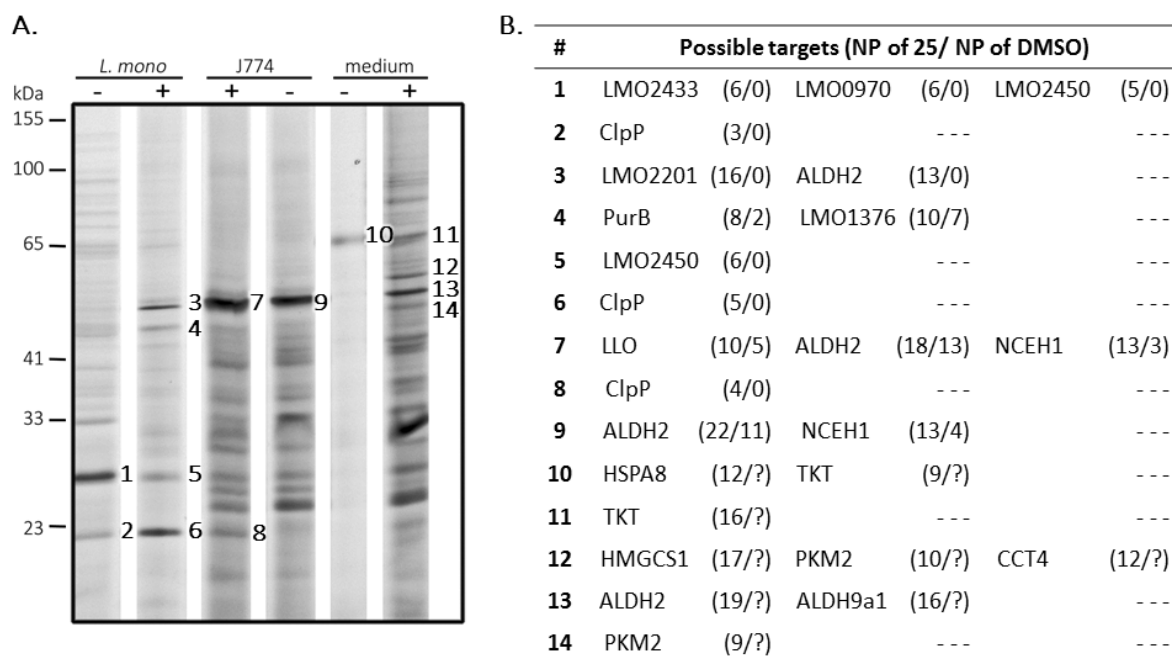 A.
L. mono J774 medium
kDa - + + - - +
155
100
65
41
33
23
1
2
3
4
5
6
7
8
9
10
11
12
13
14
B.
# Possible targets (NP of 25/ NP of DMSO)
1 LMO2433 (6/0) LMO0970 (6/0) LMO2450 (5/0)
2 ClpP (3/0) --- ---
3 LMO2201 (16/0) ALDH2 (13/0) ---
4 PurB (8/2) LMO1376 (10/7) ---
5 LMO2450 (6/0) --- ---
6 ClpP (5/0) --- ---
7 LLO (10/5) ALDH2 (18/13) NCEH1 (13/3)
8 ClpP (4/0) --- ---
9 ALDH2 (22/11) NCEH1 (13/4) ---
10 HSPA8 (12/?) TKT (9/?) ---
11 TKT (16/?) --- ---
12 HMGCS1 (17/?) PKM2 (10/?) CCT4 (12/?)
13 ALDH2 (19/?) ALDH9a1 (16/?) ---
14 PKM2 (9/?) --- ---